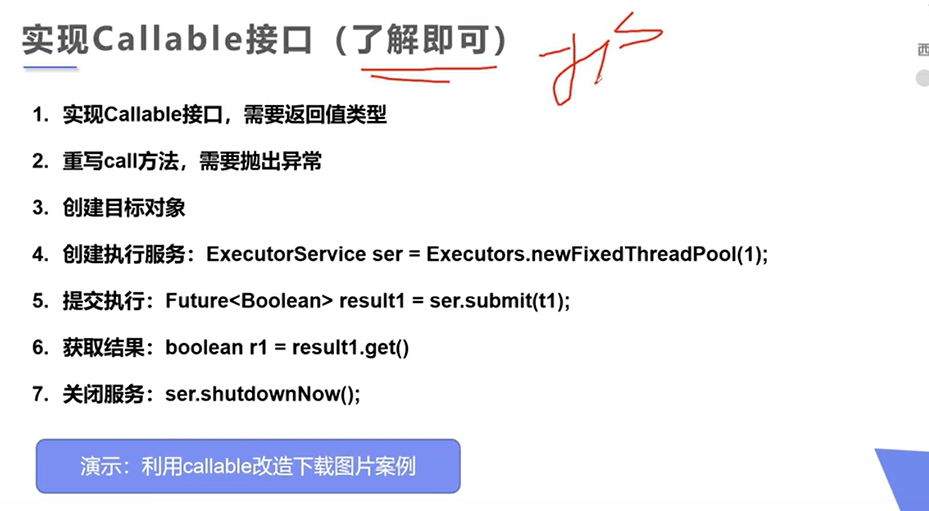 实现Callable接口（了解即可）
1. 实现Callable接口，需要返回值类型
2. 重写call方法，需要抛出异常
3. 创建目标对象
4. 创建执行服务：ExecutorService ser = Executors.newFixedThreadPool(1);
5. 提交执行：Future<Boolean> result1 = ser.submit(t1);
6. 获取结果：boolean r1 = result1.get()
7. 关闭服务：ser.shutdownNow();
演示：利用callable改造下载图片案例